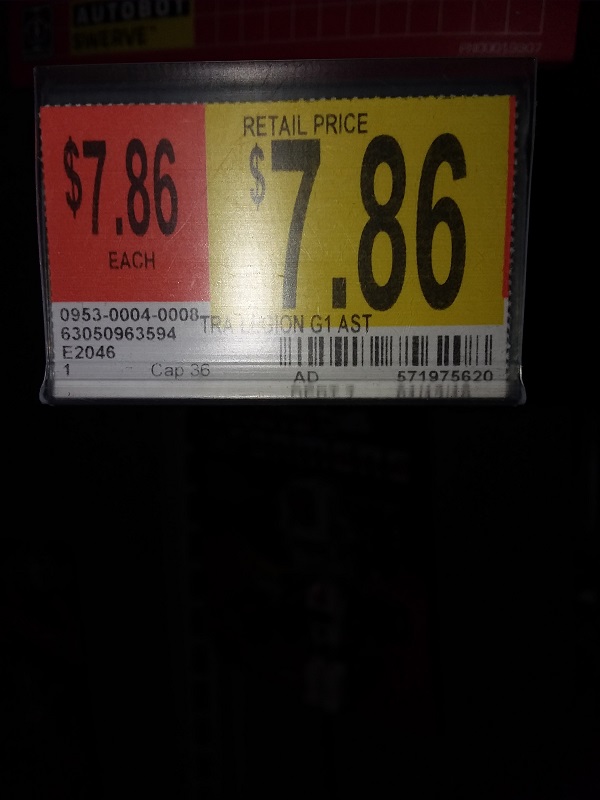 AUTOBOT
SWERVE™
RETAIL PRICE
$7.86
$7.86
EACH
0953-0004-0008
63050963594
TRA LEGION G1 AST
E2046
1 Cap 36
AD 571975620